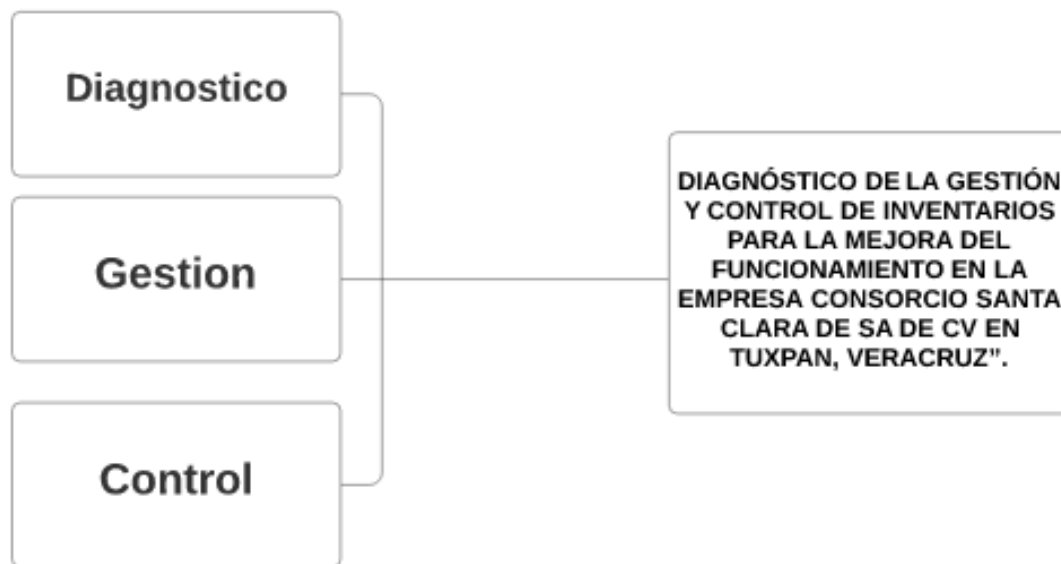 Diagnostico
Gestion
Control
DIAGNÓSTICO DE LA GESTIÓN
Y CONTROL DE INVENTARIOS
PARA LA MEJORA DEL
FUNCIONAMIENTO EN LA
EMPRESA CONSORCIO SANTA
CLARA DE SA DE CV EN
TUXPAN, VERACRUZ”.